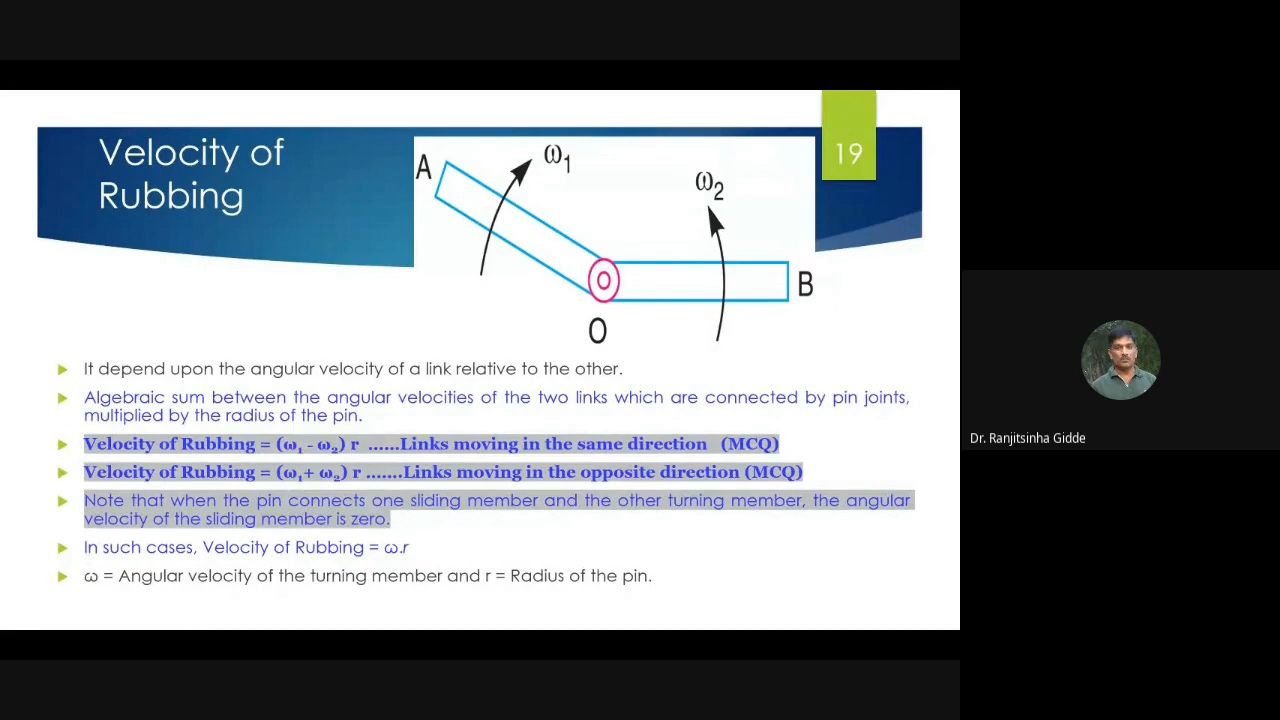 Velocity of
Rubbing
19
A
ω₁
ω₂
B
O
It depend upon the angular velocity of a link relative to the other.
Algebraic sum between the angular velocities of the two links which are connected by pin joints,
multiplied by the radius of the pin.
Velocity of Rubbing = (ω₁ - ω₂) r ......Links moving in the same direction (MCQ)
Velocity of Rubbing = (ω₁+ ω₂) r .......Links moving in the opposite direction (MCQ)
Note that when the pin connects one sliding member and the other turning member, the angular
velocity of the sliding member is zero.
In such cases, Velocity of Rubbing = ω.r
ω = Angular velocity of the turning member and r = Radius of the pin.
Dr. Ranjitsinha Gidde